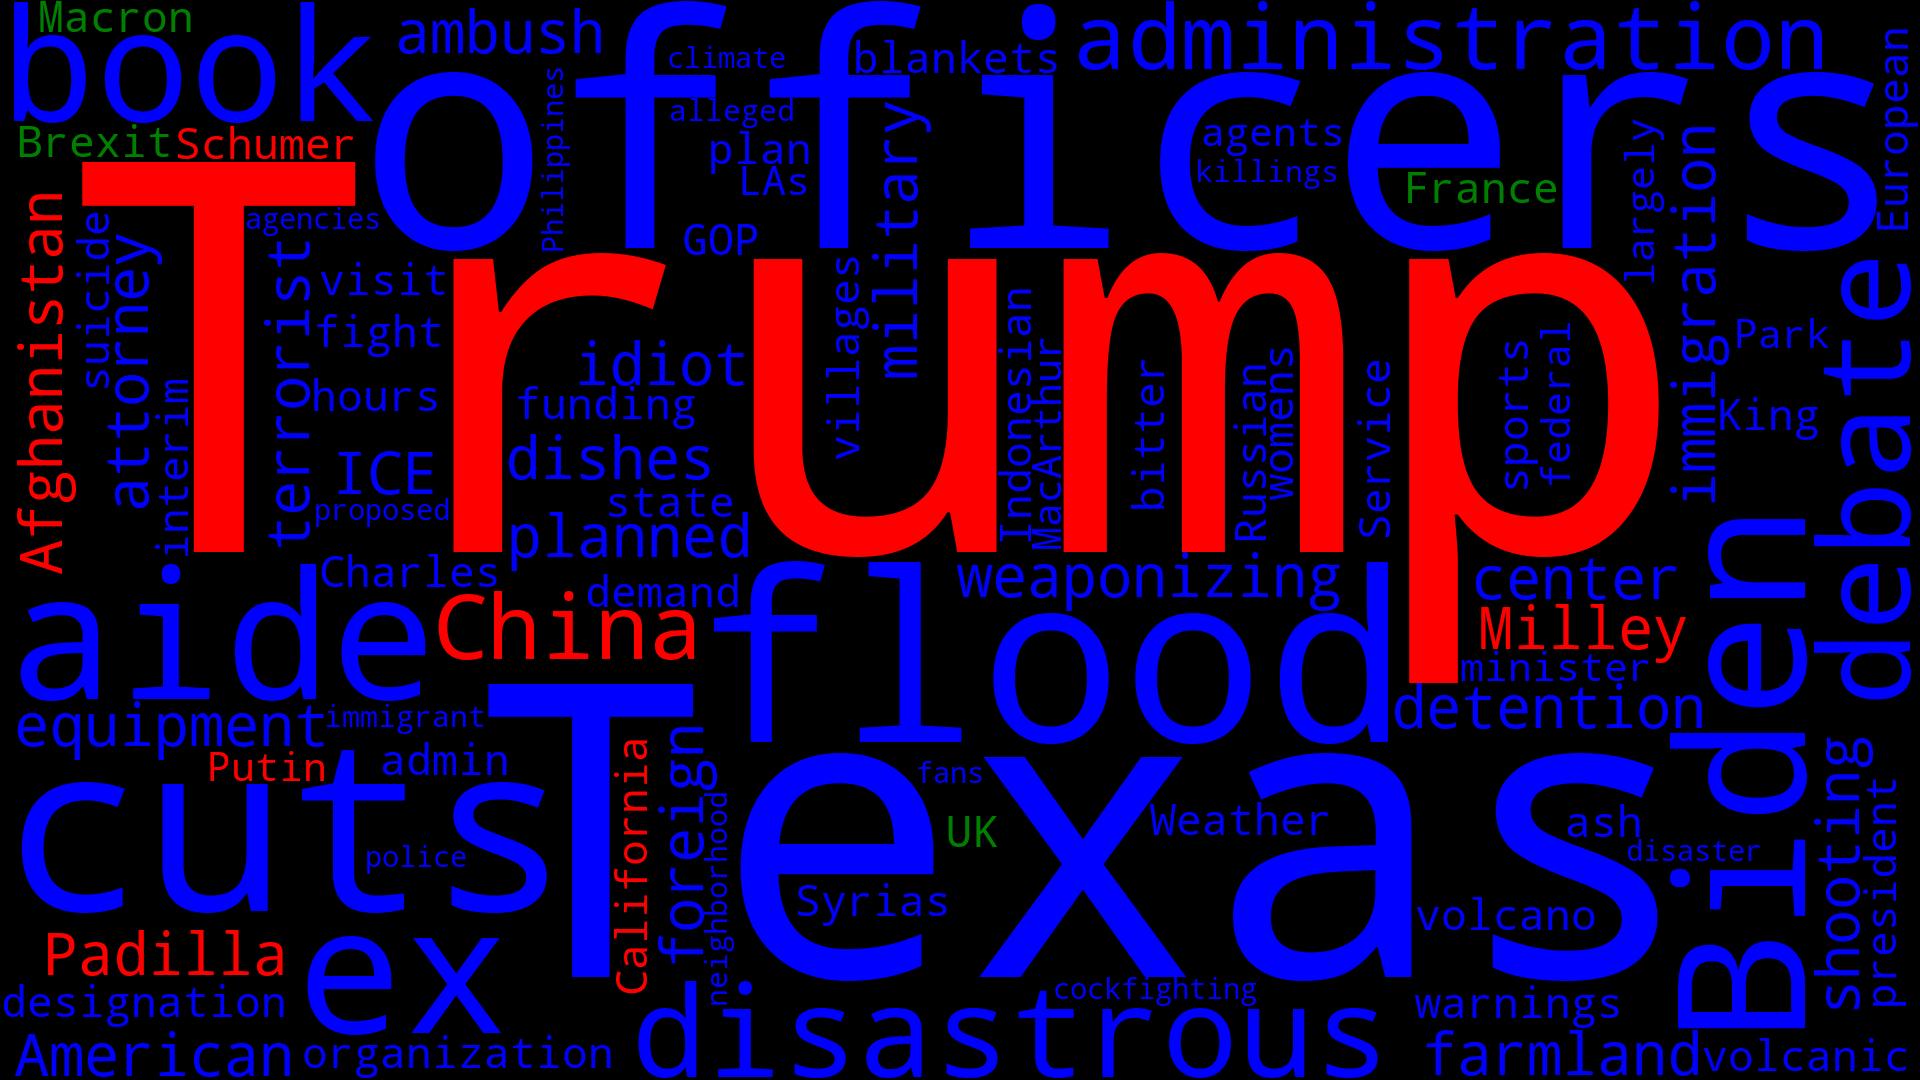 Macron
book
ambush
officers
climate
blankets
administration
European
Philippines
alleged
plan
LAs
military
agents
killings
France
largely
immigration
Brexit
Schumer
Trump
Afghanistan
suicide
attorney
agencies
terrorist
visit
fight
hours
GOP
idiot
funding
dishes
state
planned
villages
Indonesian
MacArthur
bitter
Russian
womens
Service
sports
federal
Park
King
debate
interim
ICE
proposed
Charles
demand
aide
China
flood
weaponizing
center
Milley
minister
detention
Biden
equipment
immigrant
Putin
admin
cuts
police
Texas
California
foreign
neighborhood
fans
UK
Weather
Syrias
ash
disaster
volcano
shooting
president
Padilla
ex
designation
cockfighting
warnings
American
organization
disastrous
farmland
volcanic